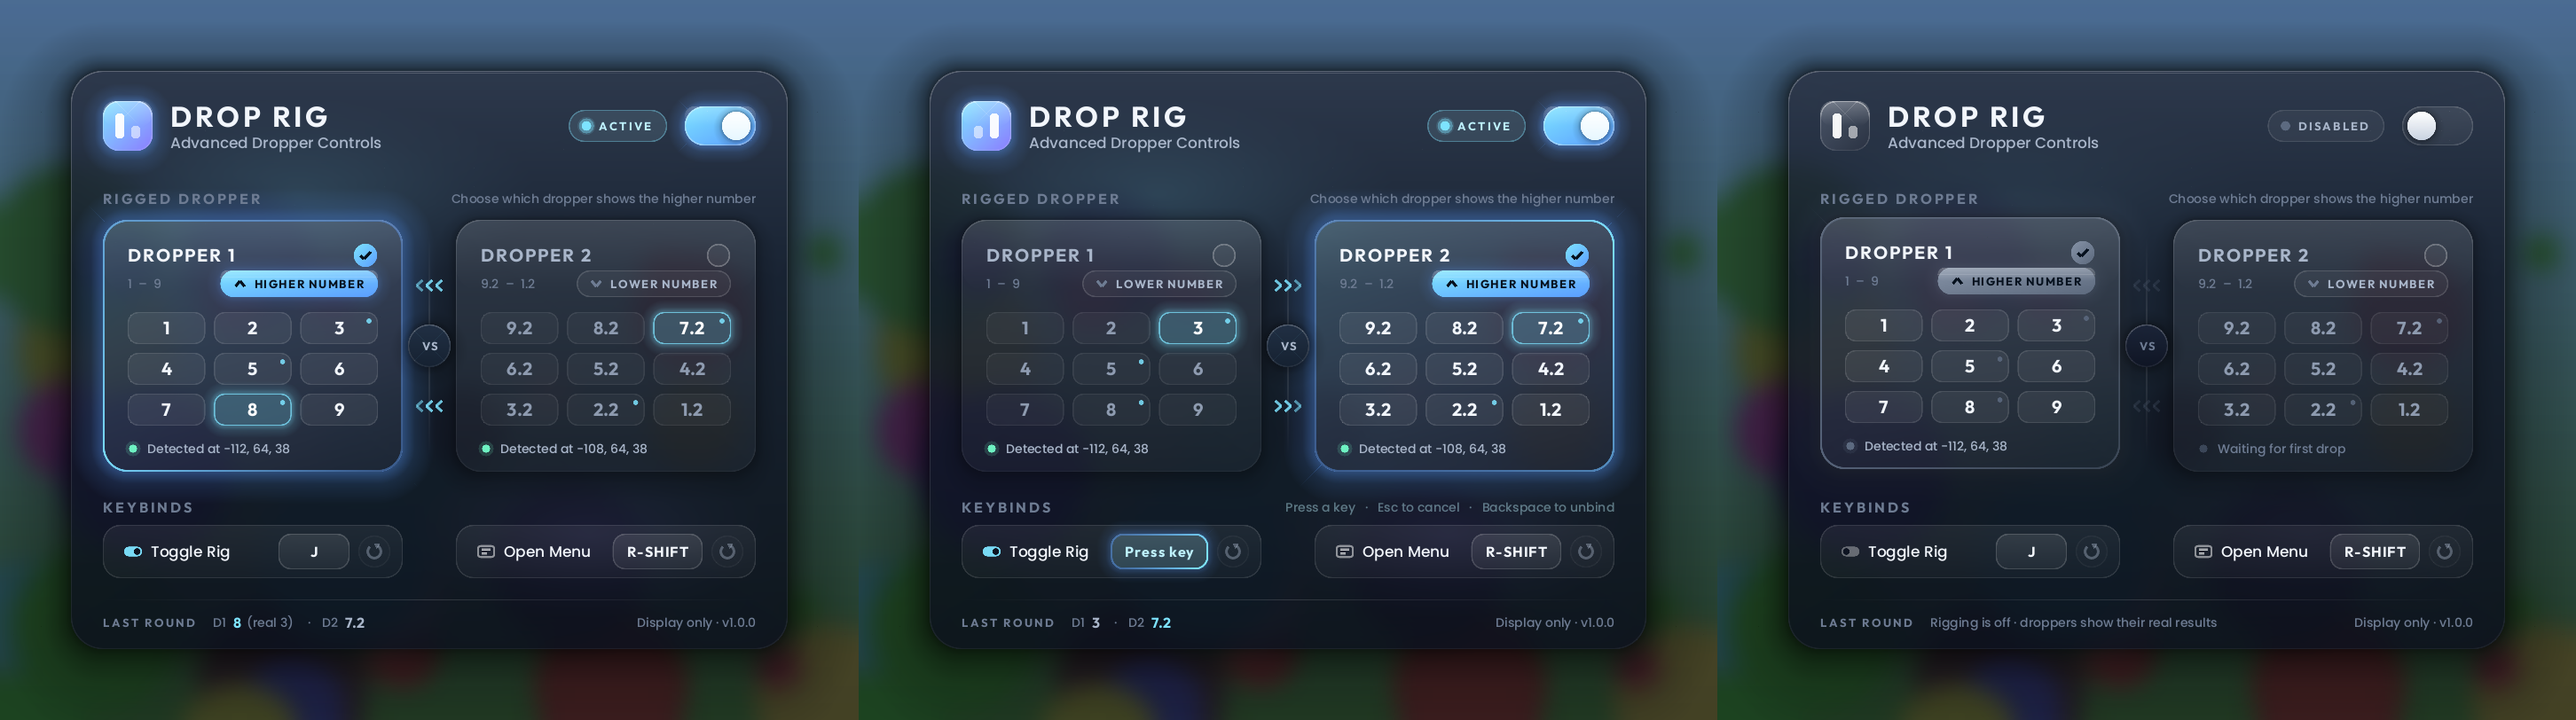 DROP RIG
Advanced Dropper Controls
ACTIVE
RIGGED DROPPER
Choose which dropper shows the higher number
DROPPER 1
1 – 9
HIGHER NUMBER
1 2 3
4 5 6
7 8 9
Detected at -112, 64, 38
VS
DROPPER 2
9.2 – 1.2
LOWER NUMBER
9.2 8.2 7.2
6.2 5.2 4.2
3.2 2.2 1.2
Detected at -108, 64, 38
KEYBINDS
Toggle Rig J
Open Menu R-SHIFT
LAST ROUND D1 8 (real 3) · D2 7.2
Display only · v1.0.0
DROP RIG
Advanced Dropper Controls
ACTIVE
RIGGED DROPPER
Choose which dropper shows the higher number
DROPPER 1
1 – 9
LOWER NUMBER
1 2 3
4 5 6
7 8 9
Detected at -112, 64, 38
VS
DROPPER 2
9.2 – 1.2
HIGHER NUMBER
9.2 8.2 7.2
6.2 5.2 4.2
3.2 2.2 1.2
Detected at -108, 64, 38
KEYBINDS
Press a key · Esc to cancel · Backspace to unbind
Toggle Rig Press key
Open Menu R-SHIFT
LAST ROUND D1 3 · D2 7.2
Display only · v1.0.0
DROP RIG
Advanced Dropper Controls
DISABLED
RIGGED DROPPER
Choose which dropper shows the higher number
DROPPER 1
1 – 9
HIGHER NUMBER
1 2 3
4 5 6
7 8 9
Detected at -112, 64, 38
VS
DROPPER 2
9.2 – 1.2
LOWER NUMBER
9.2 8.2 7.2
6.2 5.2 4.2
3.2 2.2 1.2
Waiting for first drop
KEYBINDS
Toggle Rig J
Open Menu R-SHIFT
LAST ROUND Rigging is off · droppers show their real results
Display only · v1.0.0